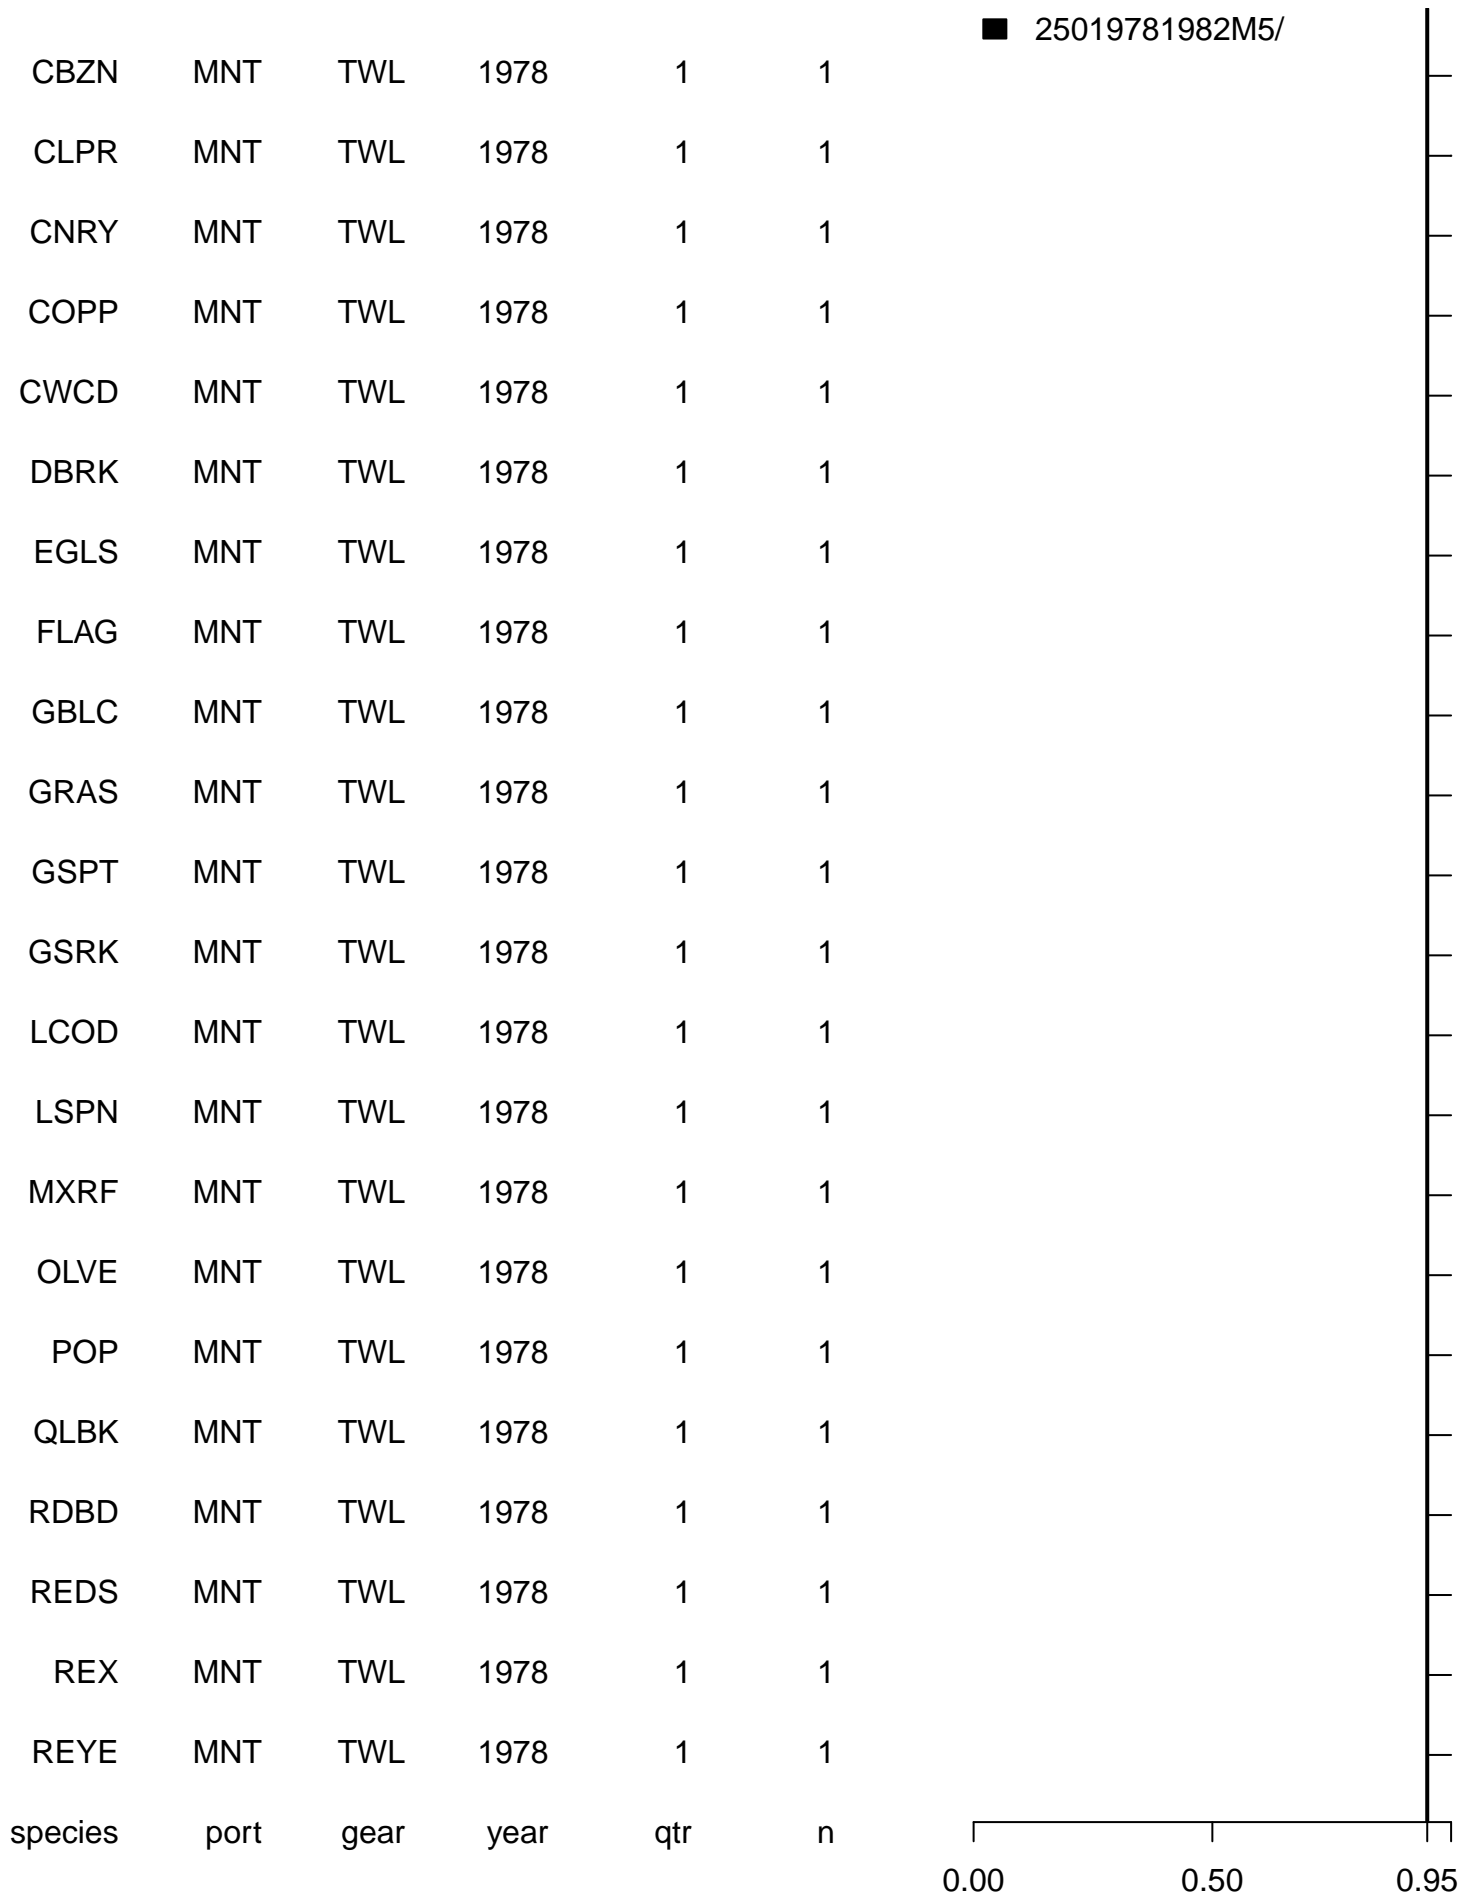 25019781982M5/
CBZN MNT TWL 1978 1 1
CLPR MNT TWL 1978 1 1
CNRY MNT TWL 1978 1 1
COPP MNT TWL 1978 1 1
CWCD MNT TWL 1978 1 1
DBRK MNT TWL 1978 1 1
EGLS MNT TWL 1978 1 1
FLAG MNT TWL 1978 1 1
GBLC MNT TWL 1978 1 1
GRAS MNT TWL 1978 1 1
GSPT MNT TWL 1978 1 1
GSRK MNT TWL 1978 1 1
LCOD MNT TWL 1978 1 1
LSPN MNT TWL 1978 1 1
MXRF MNT TWL 1978 1 1
OLVE MNT TWL 1978 1 1
POP MNT TWL 1978 1 1
QLBK MNT TWL 1978 1 1
RDBD MNT TWL 1978 1 1
REDS MNT TWL 1978 1 1
REX MNT TWL 1978 1 1
REYE MNT TWL 1978 1 1
species port gear year qtr n
0.00 0.50 0.95